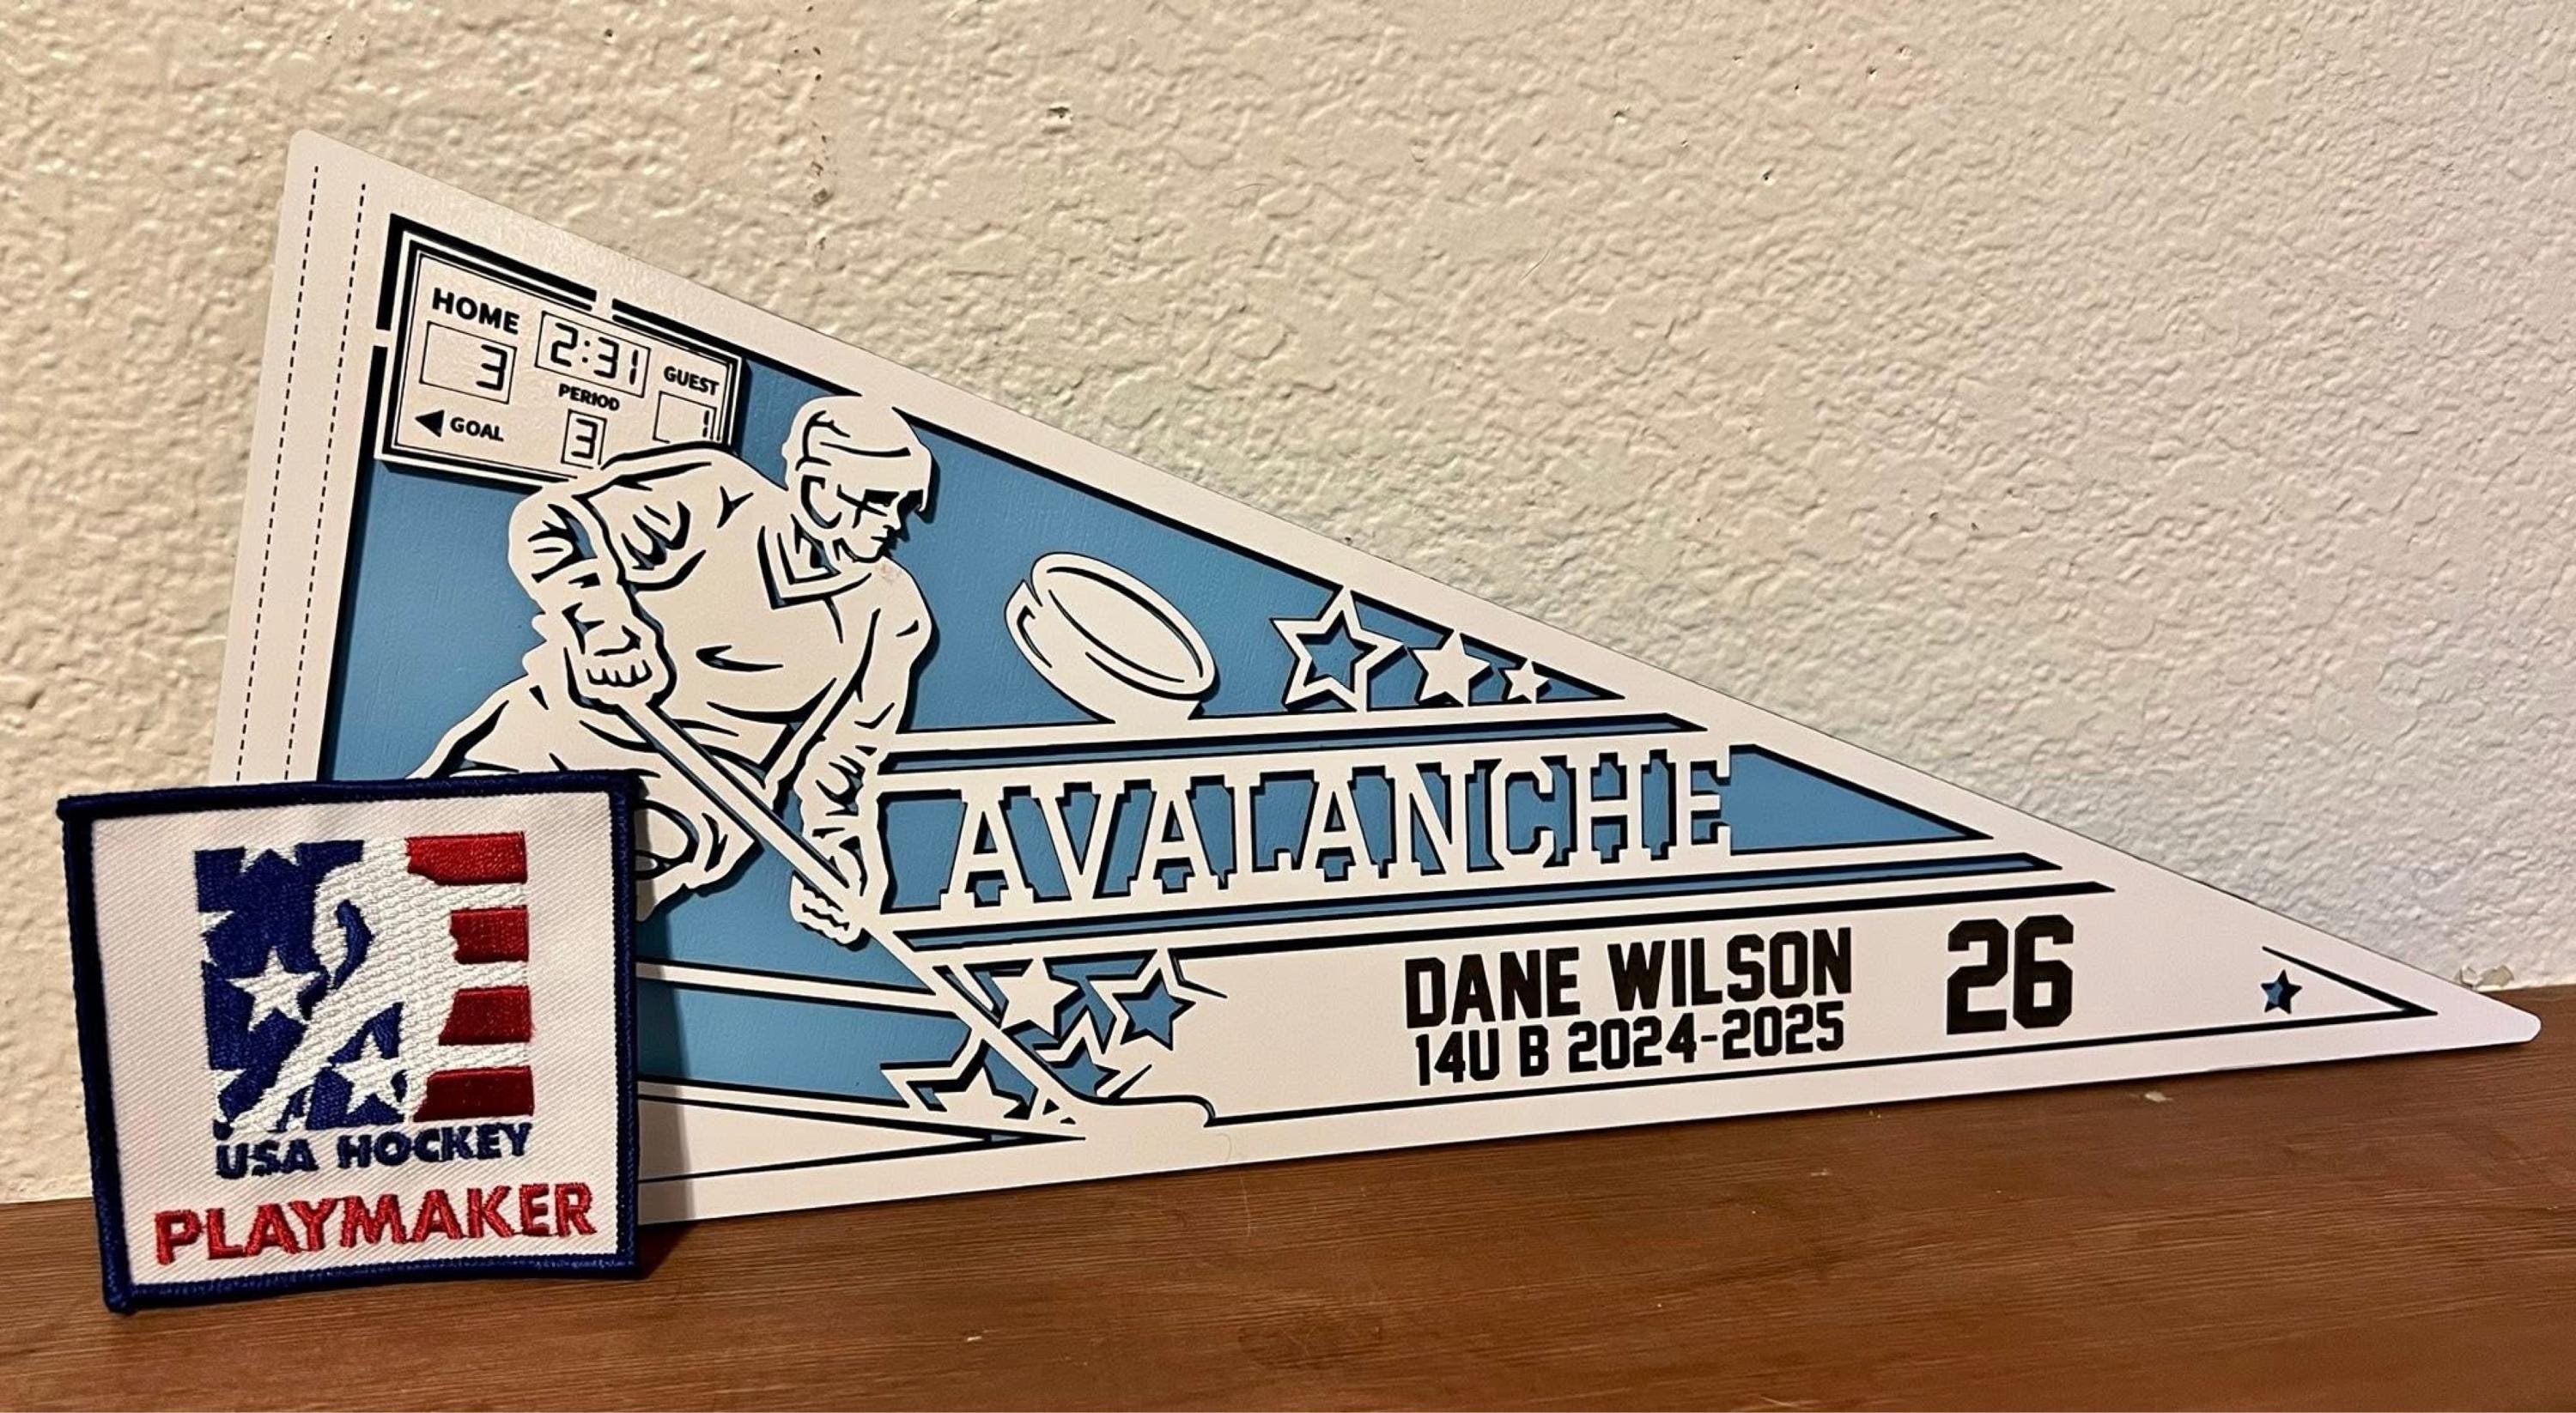 HOME
2:31
GUEST
3
PERIOD
1
GOAL
3
AVALANCHE
DANE WILSON
26
14U B 2024-2025
USA HOCKEY
PLAYMAKER